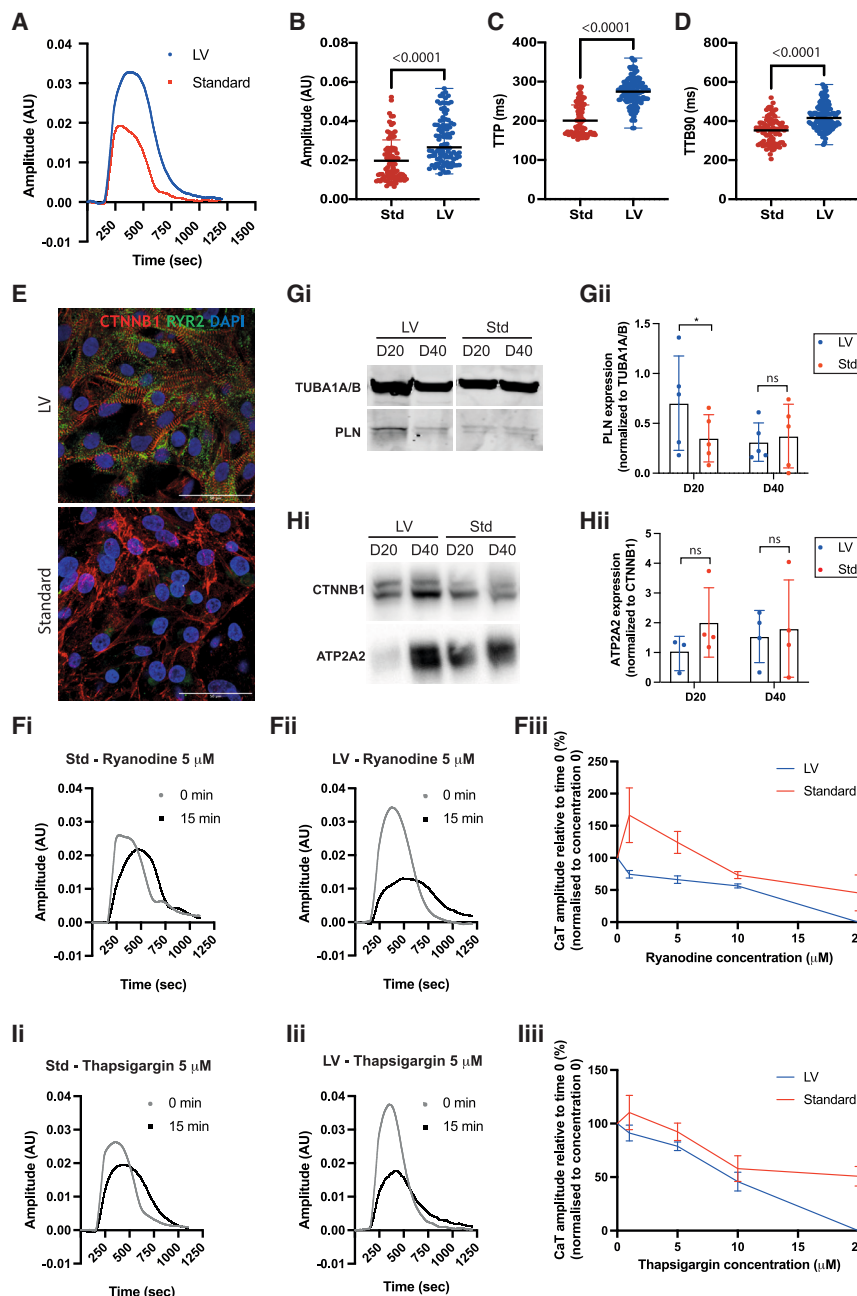 A
LV
Standard
Amplitude (AU)
0.04
0.03
0.02
0.01
0.00
-0.01
250
500
750
1000
1250
1500
Time (sec)
B
<0.0001
Amplitude (AU)
0.08
0.06
0.04
0.02
0.00
Std
LV
C
<0.0001
TTP (ms)
400
300
200
100
0
Std
LV
D
<0.0001
TTB90 (ms)
800
600
400
200
0
Std
LV
E
CTNNB1 RYR2 DAPI
LV
Standard
Gi
LV
Std
D20 D40 D20 D40
TUBA1A/B
PLN
Gii
PLN expression
(normalized to TUBA1A/B)
1.5
1.0
0.5
0.0
*
ns
D20
D40
LV
Std
Hi
LV
Std
D20 D40 D20 D40
CTNNB1
ATP2A2
Hii
ATP2A2 expression
(normalized to CTNNB1)
5
4
3
2
1
0
ns
ns
D20
D40
LV
Std
Fi
Std - Ryanodine 5 μM
0 min
15 min
Amplitude (AU)
0.04
0.03
0.02
0.01
0.00
-0.01
250
500
750
1000
1250
Time (sec)
Fii
LV - Ryanodine 5 μM
0 min
15 min
Amplitude (AU)
0.04
0.03
0.02
0.01
0.00
-0.01
250
500
750
1000
1250
Time (sec)
Fiii
LV
Standard
CaT amplitude relative to time 0 (%)
(normalised to concentration 0)
250
200
150
100
50
0
0
5
10
15
Ryanodine concentration (μM)
Ii
Std - Thapsigargin 5 μM
0 min
15 min
Amplitude (AU)
0.04
0.03
0.02
0.01
0.00
-0.01
250
500
750
1000
1250
Time (sec)
Iii
LV - Thapsigargin 5 μM
0 min
15 min
Amplitude (AU)
0.04
0.03
0.02
0.01
0.00
-0.01
250
500
750
1000
1250
Time (sec)
Iiii
LV
Standard
CaT amplitude relative to time 0 (%)
(normalised to concentration 0)
150
100
50
0
0
5
10
15
Thapsigargin concentration (μM)